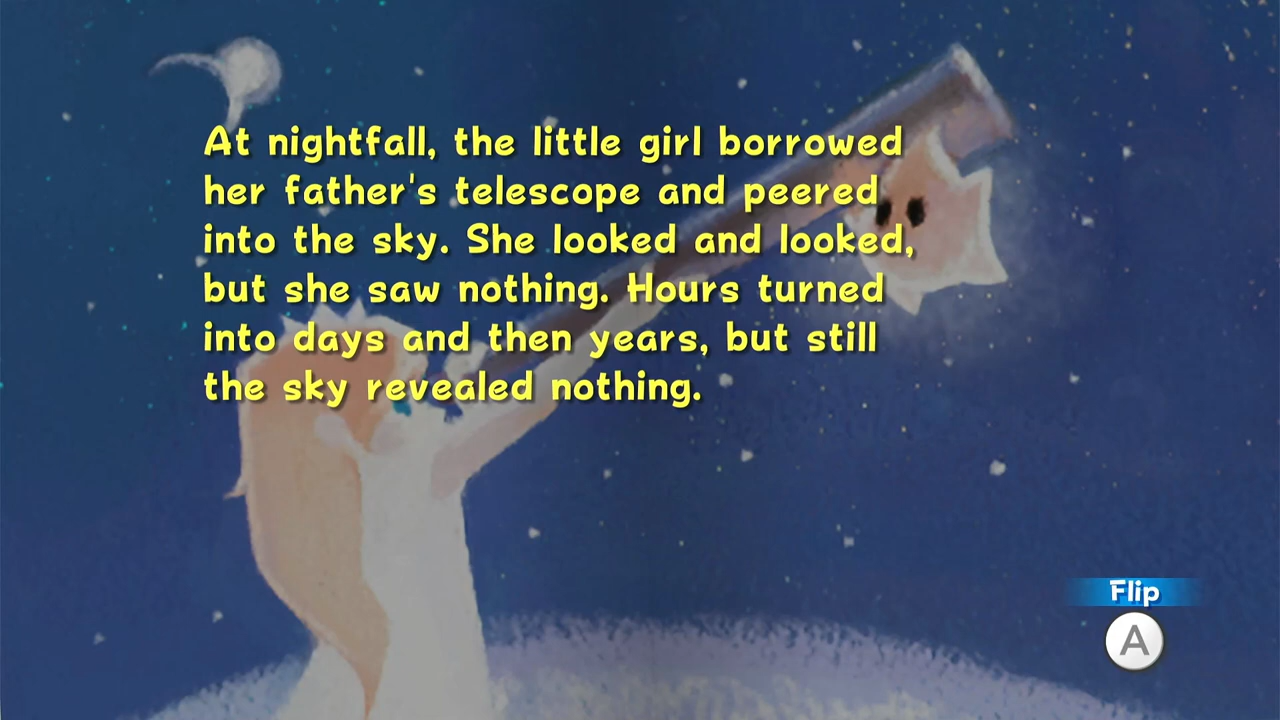 At nightfall, the little girl borrowed
her father's telescope and peered
into the sky. She looked and looked,
but she saw nothing. Hours turned
into days and then years, but still
the sky revealed nothing.
Flip
A